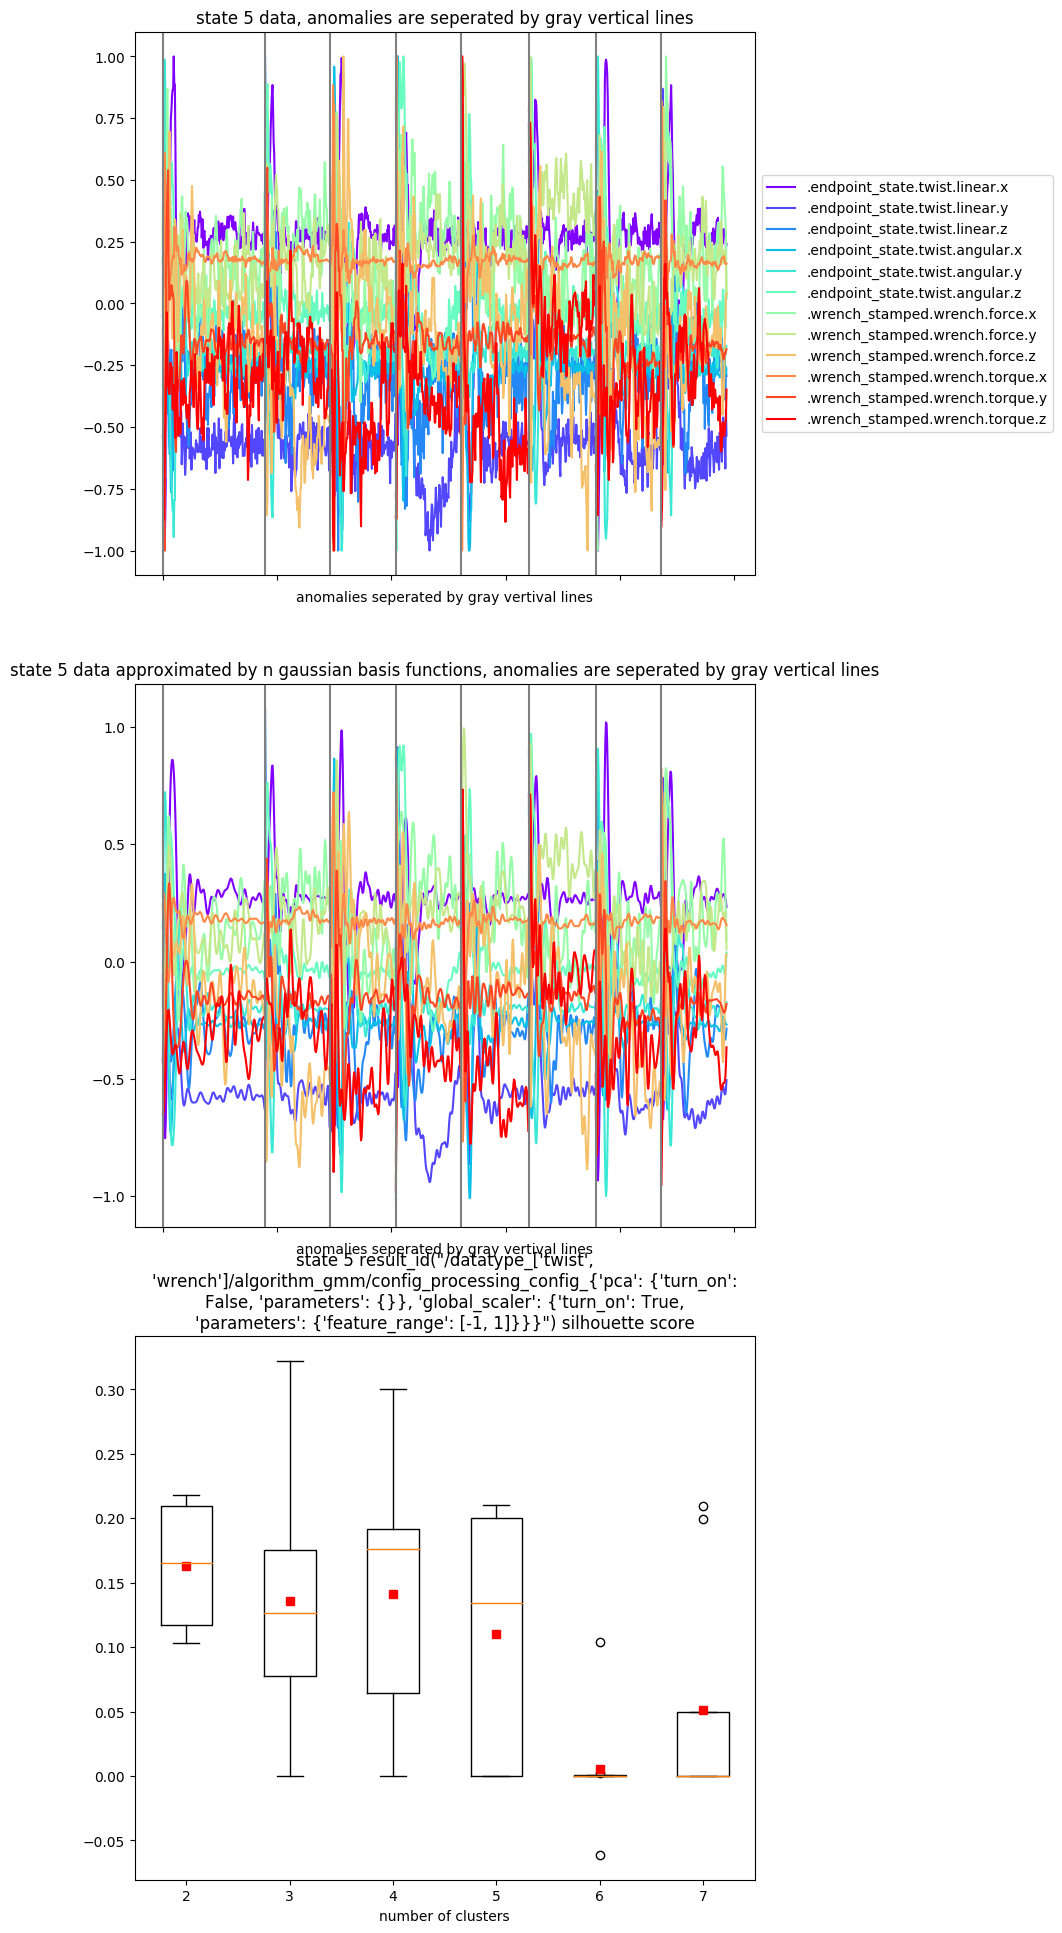 state 5 data, anomalies are seperated by gray vertical lines
1.00
0.75
0.50
0.25
0.00
−0.25
−0.50
−0.75
−1.00
anomalies seperated by gray vertival lines
.endpoint_state.twist.linear.x
.endpoint_state.twist.linear.y
.endpoint_state.twist.linear.z
.endpoint_state.twist.angular.x
.endpoint_state.twist.angular.y
.endpoint_state.twist.angular.z
.wrench_stamped.wrench.force.x
.wrench_stamped.wrench.force.y
.wrench_stamped.wrench.force.z
.wrench_stamped.wrench.torque.x
.wrench_stamped.wrench.torque.y
.wrench_stamped.wrench.torque.z
state 5 data approximated by n gaussian basis functions, anomalies are seperated by gray vertical lines
1.0
0.5
0.0
−0.5
−1.0
anomalies seperated by gray vertival lines
state 5 result_id("/datatype_['twist',
'wrench']/algorithm_gmm/config_processing_config_{'pca': {'turn_on':
False, 'parameters': {}}, 'global_scaler': {'turn_on': True,
'parameters': {'feature_range': [-1, 1]}}}") silhouette score
0.30
0.25
0.20
0.15
0.10
0.05
0.00
−0.05
2 3 4 5 6 7
number of clusters